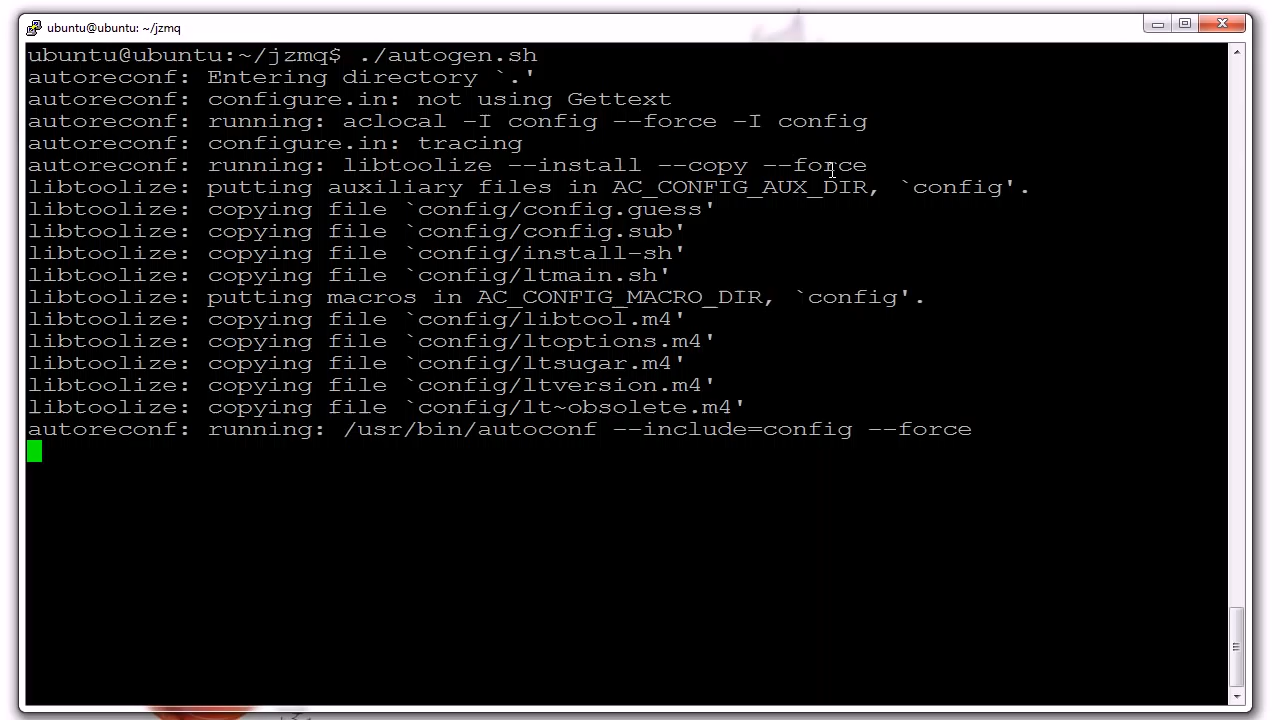 ubuntu@ubuntu: ~/jzmq
ubuntu@ubuntu:~/jzmq$ ./autogen.sh
autoreconf: Entering directory `.'
autoreconf: configure.in: not using Gettext
autoreconf: running: aclocal -I config --force -I config
autoreconf: configure.in: tracing
autoreconf: running: libtoolize --install --copy --force
libtoolize: putting auxiliary files in AC_CONFIG_AUX_DIR, `config'.
libtoolize: copying file `config/config.guess'
libtoolize: copying file `config/config.sub'
libtoolize: copying file `config/install-sh'
libtoolize: copying file `config/ltmain.sh'
libtoolize: putting macros in AC_CONFIG_MACRO_DIR, `config'.
libtoolize: copying file `config/libtool.m4'
libtoolize: copying file `config/ltoptions.m4'
libtoolize: copying file `config/ltsugar.m4'
libtoolize: copying file `config/ltversion.m4'
libtoolize: copying file `config/lt~obsolete.m4'
autoreconf: running: /usr/bin/autoconf --include=config --force